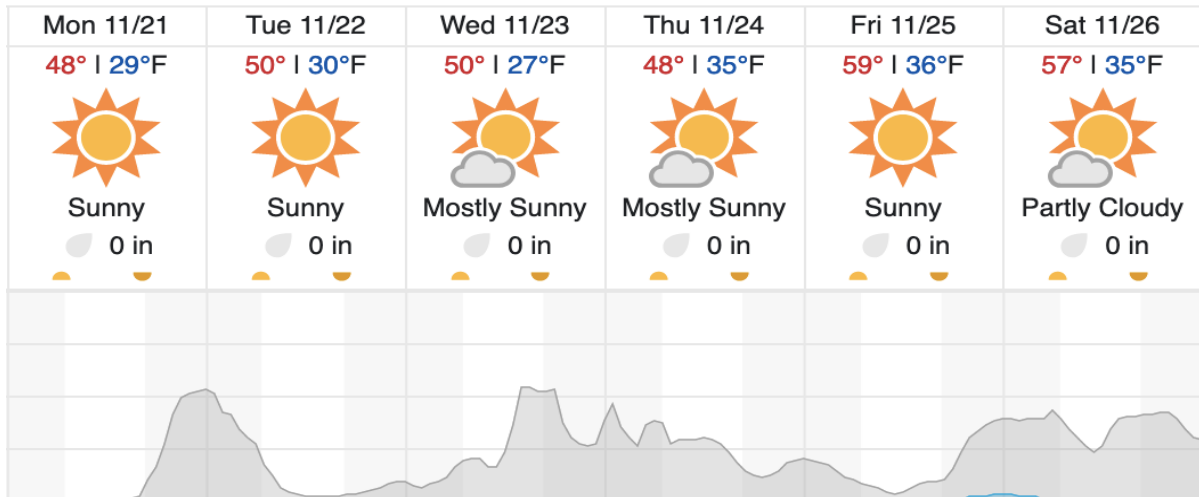 Mon 11/21 Tue 11/22 Wed 11/23 Thu 11/24 Fri 11/25 Sat 11/26
48° | 29°F 50° | 30°F 50° | 27°F 48° | 35°F 59° | 36°F 57° | 35°F
Sunny Sunny Mostly Sunny Mostly Sunny Sunny Partly Cloudy
0 in 0 in 0 in 0 in 0 in 0 in